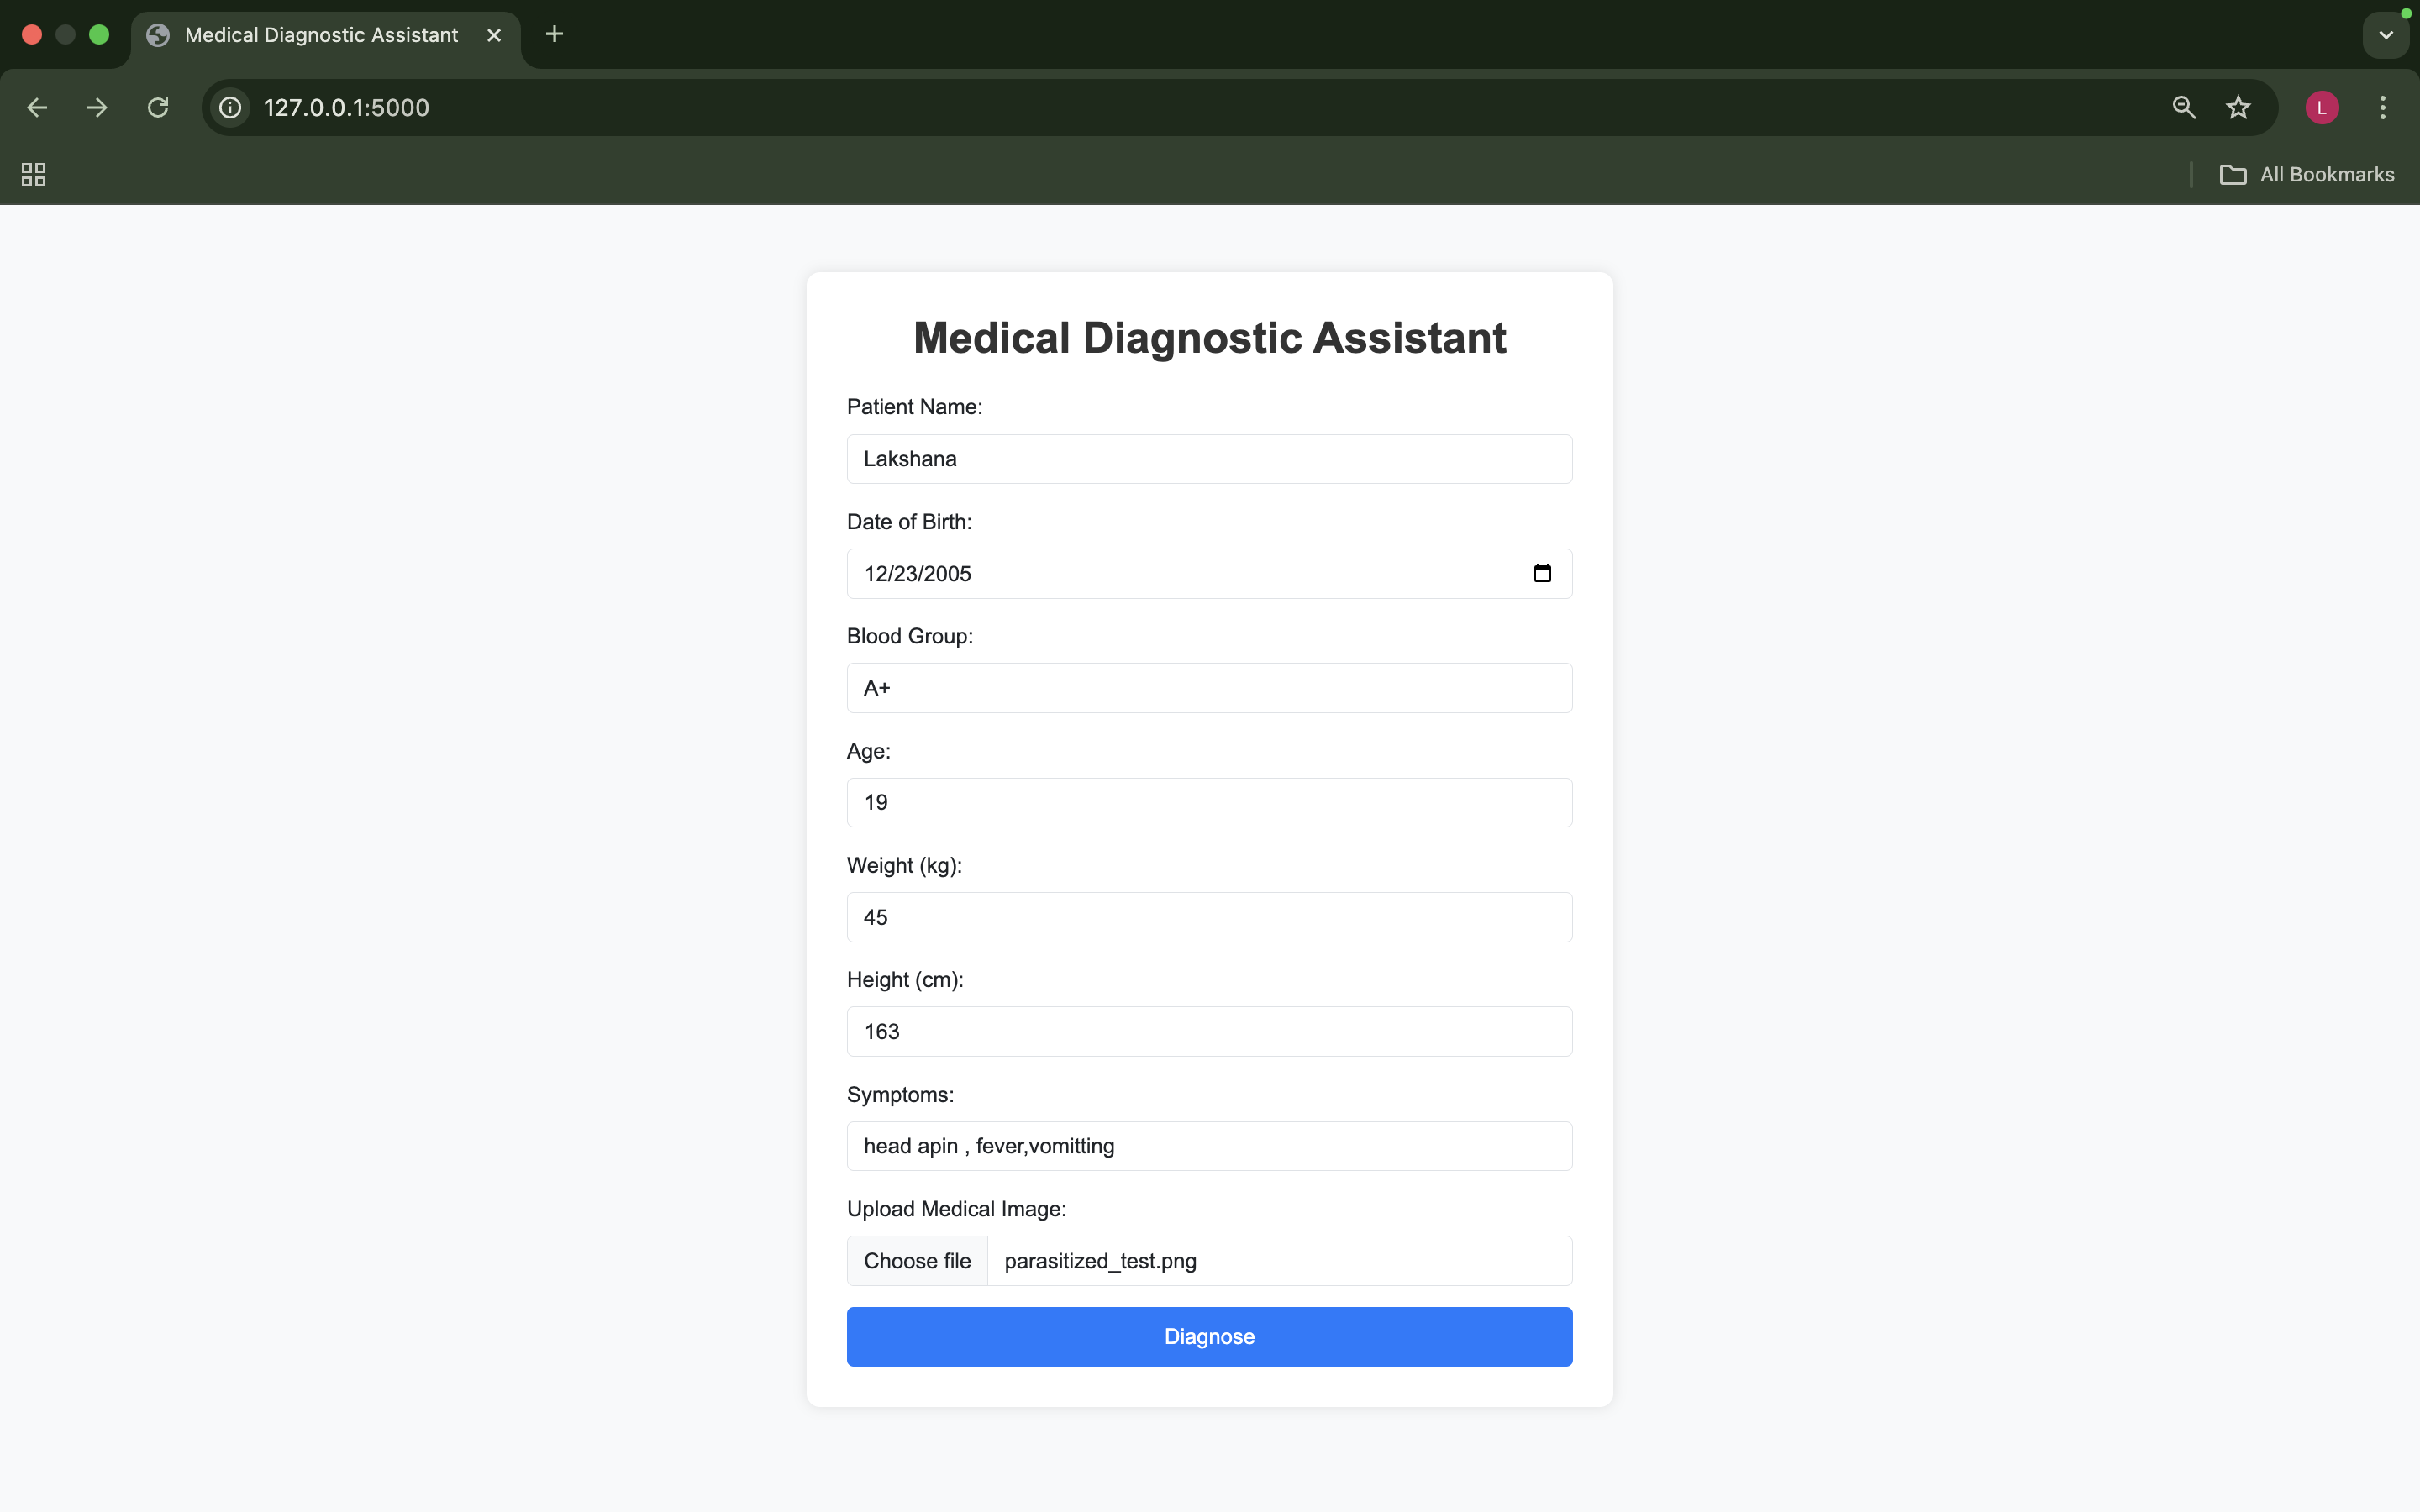 Medical Diagnostic Assistant
127.0.0.1:5000
L
All Bookmarks
Medical Diagnostic Assistant
Patient Name:
Lakshana
Date of Birth:
12/23/2005
Blood Group:
A+
Age:
19
Weight (kg):
45
Height (cm):
163
Symptoms:
head apin , fever,vomitting
Upload Medical Image:
Choose file parasitized_test.png
Diagnose